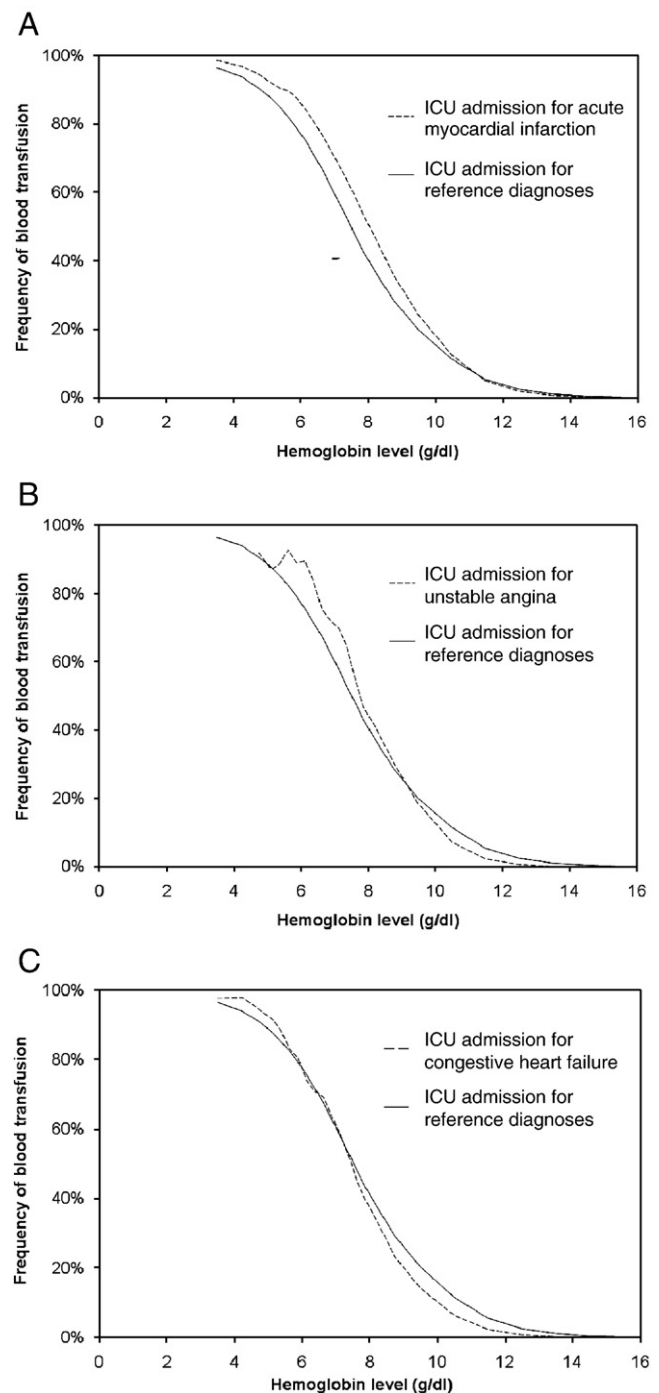 A
100%
80%
60%
40%
20%
0%
Frequency of blood transfusion
ICU admission for acute
myocardial infarction
ICU admission for
reference diagnoses
0 2 4 6 8 10 12 14 16
Hemoglobin level (g/dl)
B
100%
80%
60%
40%
20%
0%
Frequency of blood transfusion
ICU admission for
unstable angina
ICU admission for
reference diagnoses
0 2 4 6 8 10 12 14 16
Hemoglobin level (g/dl)
C
100%
80%
60%
40%
20%
0%
Frequency of blood transfusion
ICU admission for
congestive heart failure
ICU admission for
reference diagnoses
0 2 4 6 8 10 12 14 16
Hemoglobin level (g/dl)